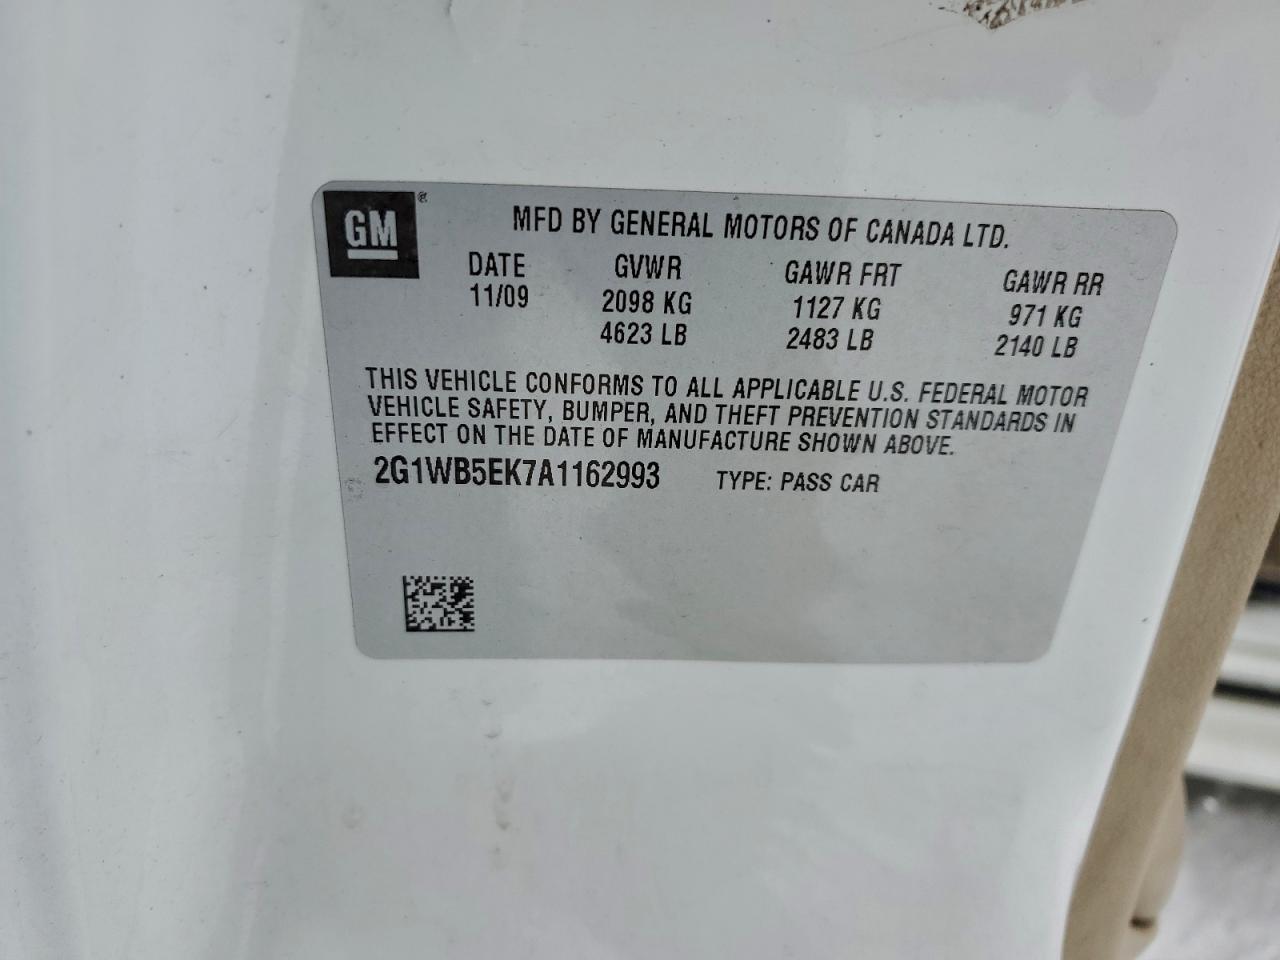 GM ®
MFD BY GENERAL MOTORS OF CANADA LTD.
DATE GVWR GAWR FRT GAWR RR
11/09 2098 KG 1127 KG 971 KG
4623 LB 2483 LB 2140 LB
THIS VEHICLE CONFORMS TO ALL APPLICABLE U.S. FEDERAL MOTOR
VEHICLE SAFETY, BUMPER, AND THEFT PREVENTION STANDARDS IN
EFFECT ON THE DATE OF MANUFACTURE SHOWN ABOVE.
2G1WB5EK7A1162993 TYPE: PASS CAR